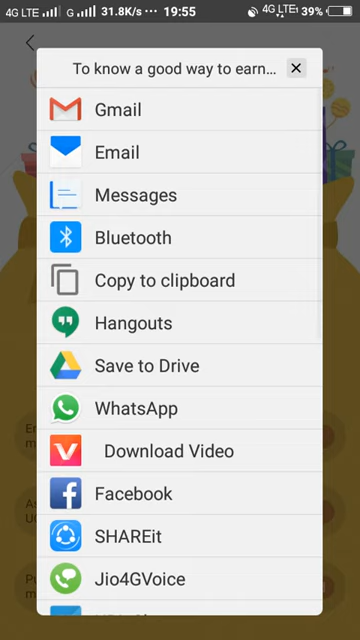 4G LTE G 31.8K/s ··· 19:55 4G LTE 39%
To know a good way to earn...
Gmail
Email
Messages
Bluetooth
Copy to clipboard
Hangouts
Save to Drive
WhatsApp
Download Video
Facebook
SHAREit
Jio4GVoice